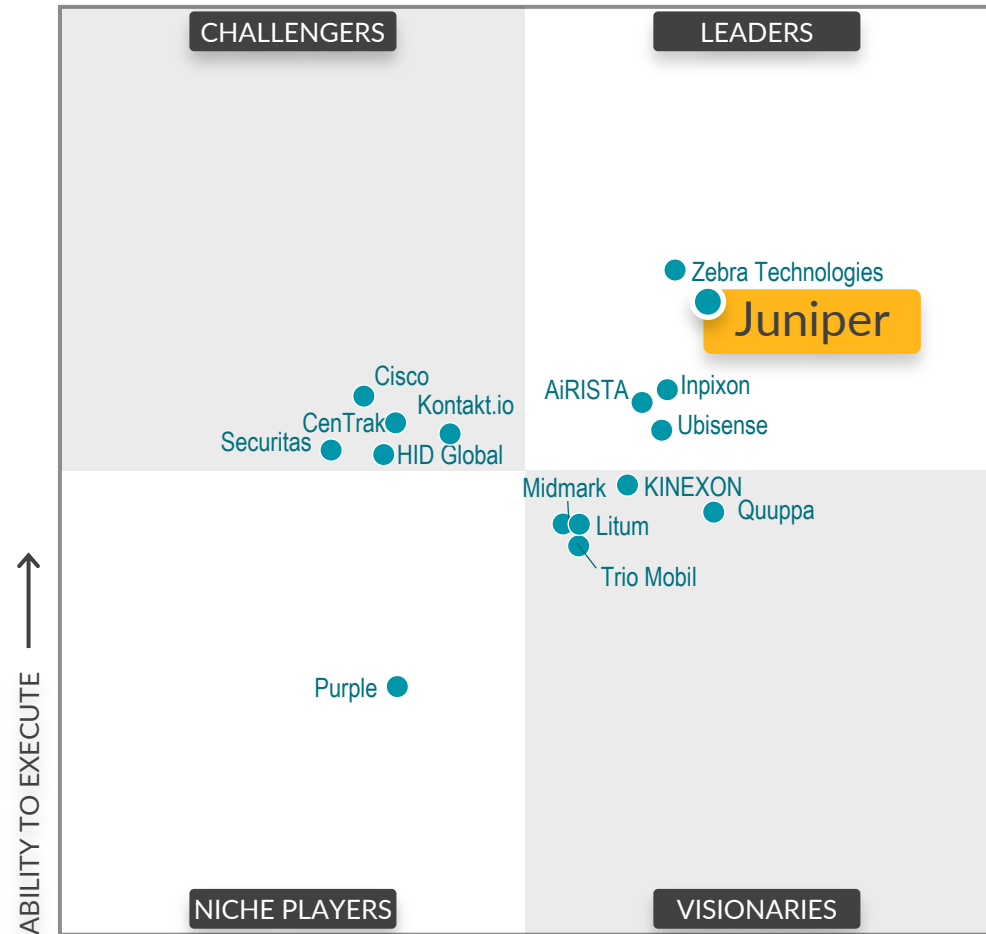 CHALLENGERS
LEADERS
Zebra Technologies
Juniper
Cisco
Kontakt.io
CenTrak
Securitas
HID Global
AiRISTA
Inpixon
Ubisense
Midmark
KINEXON
Quuppa
Litum
Trio Mobil
Purple
ABILITY TO EXECUTE
NICHE PLAYERS
VISIONARIES